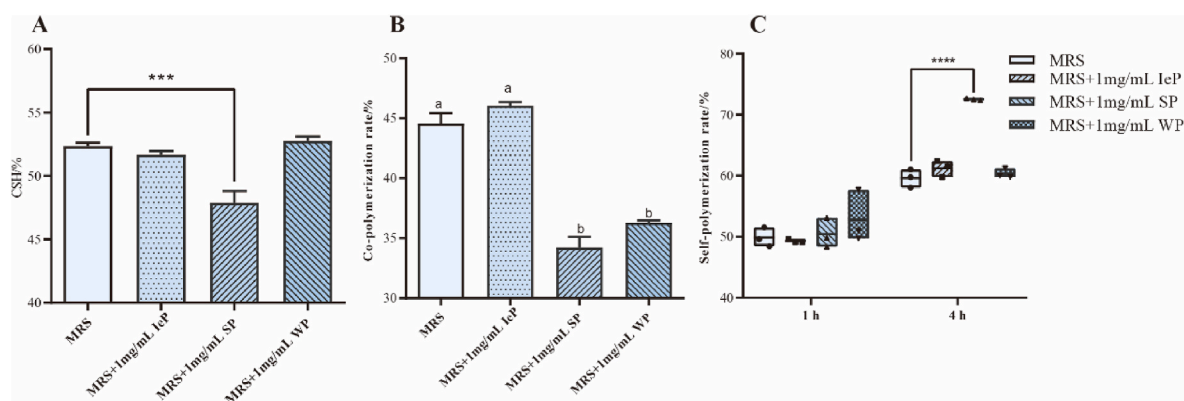 A
CSH/%
60
55
50
45
40
***
MRS
MRS+1mg/mL IeP
MRS+1mg/mL SP
MRS+1mg/mL WP
B
Co-polymerization rate/%
50
45
40
35
30
a
a
b
b
MRS
MRS+1mg/mL IeP
MRS+1mg/mL SP
MRS+1mg/mL WP
C
Self-polymerization rate/%
80
70
60
50
40
****
1 h
4 h
MRS
MRS+1mg/mL IeP
MRS+1mg/mL SP
MRS+1mg/mL WP